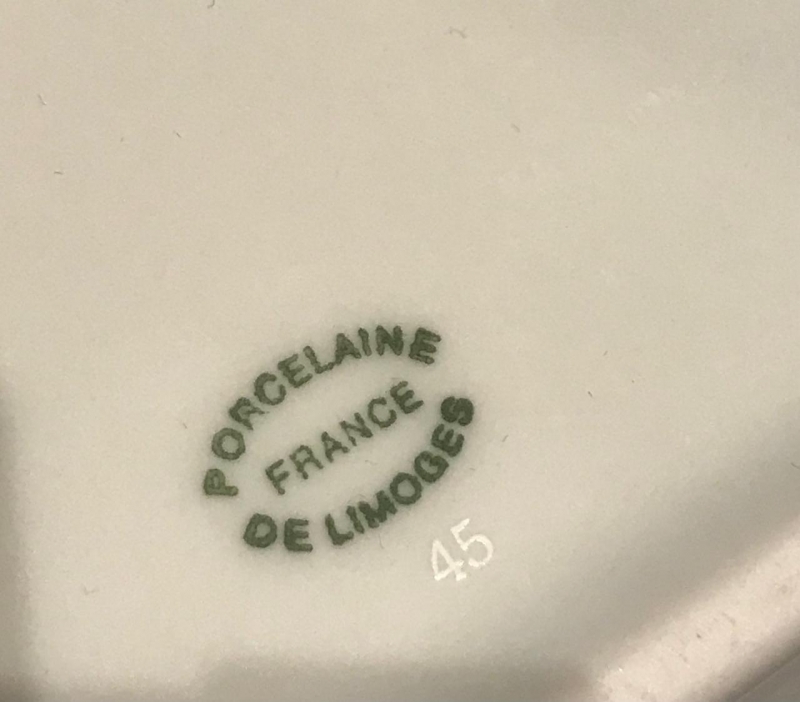 PORCELAINE
FRANCE
DE LIMOGES
45